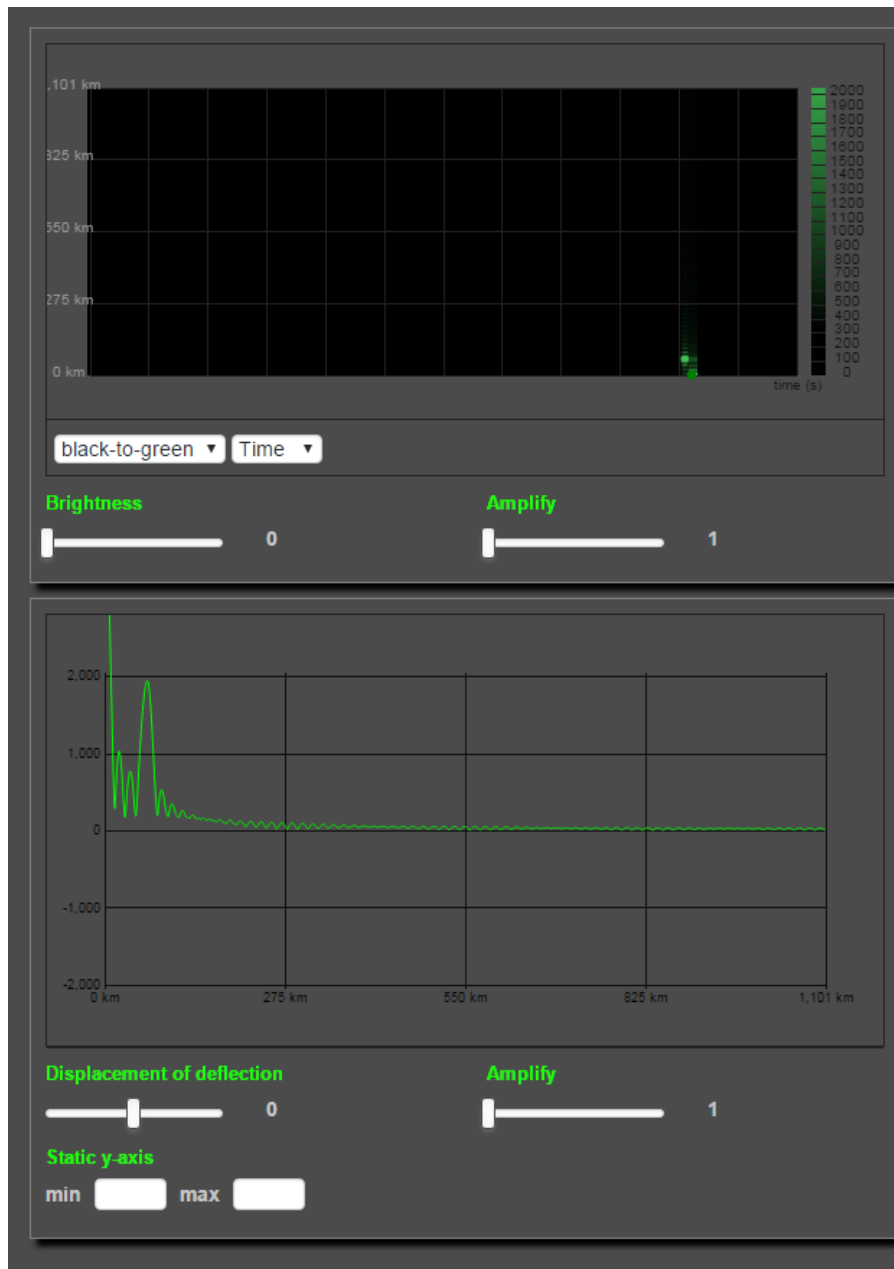 ,101 km
825 km
550 km
275 km
0 km
2000
1900
1800
1700
1600
1500
1400
1300
1200
1100
1000
900
800
700
600
500
400
300
200
100
0
time (s)
black-to-green Time
Brightness Amplify
0 1
2,000
1,000
0
-1,000
-2,000
0 km 275 km 550 km 825 km 1,101 km
Displacement of deflection Amplify
0 1
Static y-axis
min max